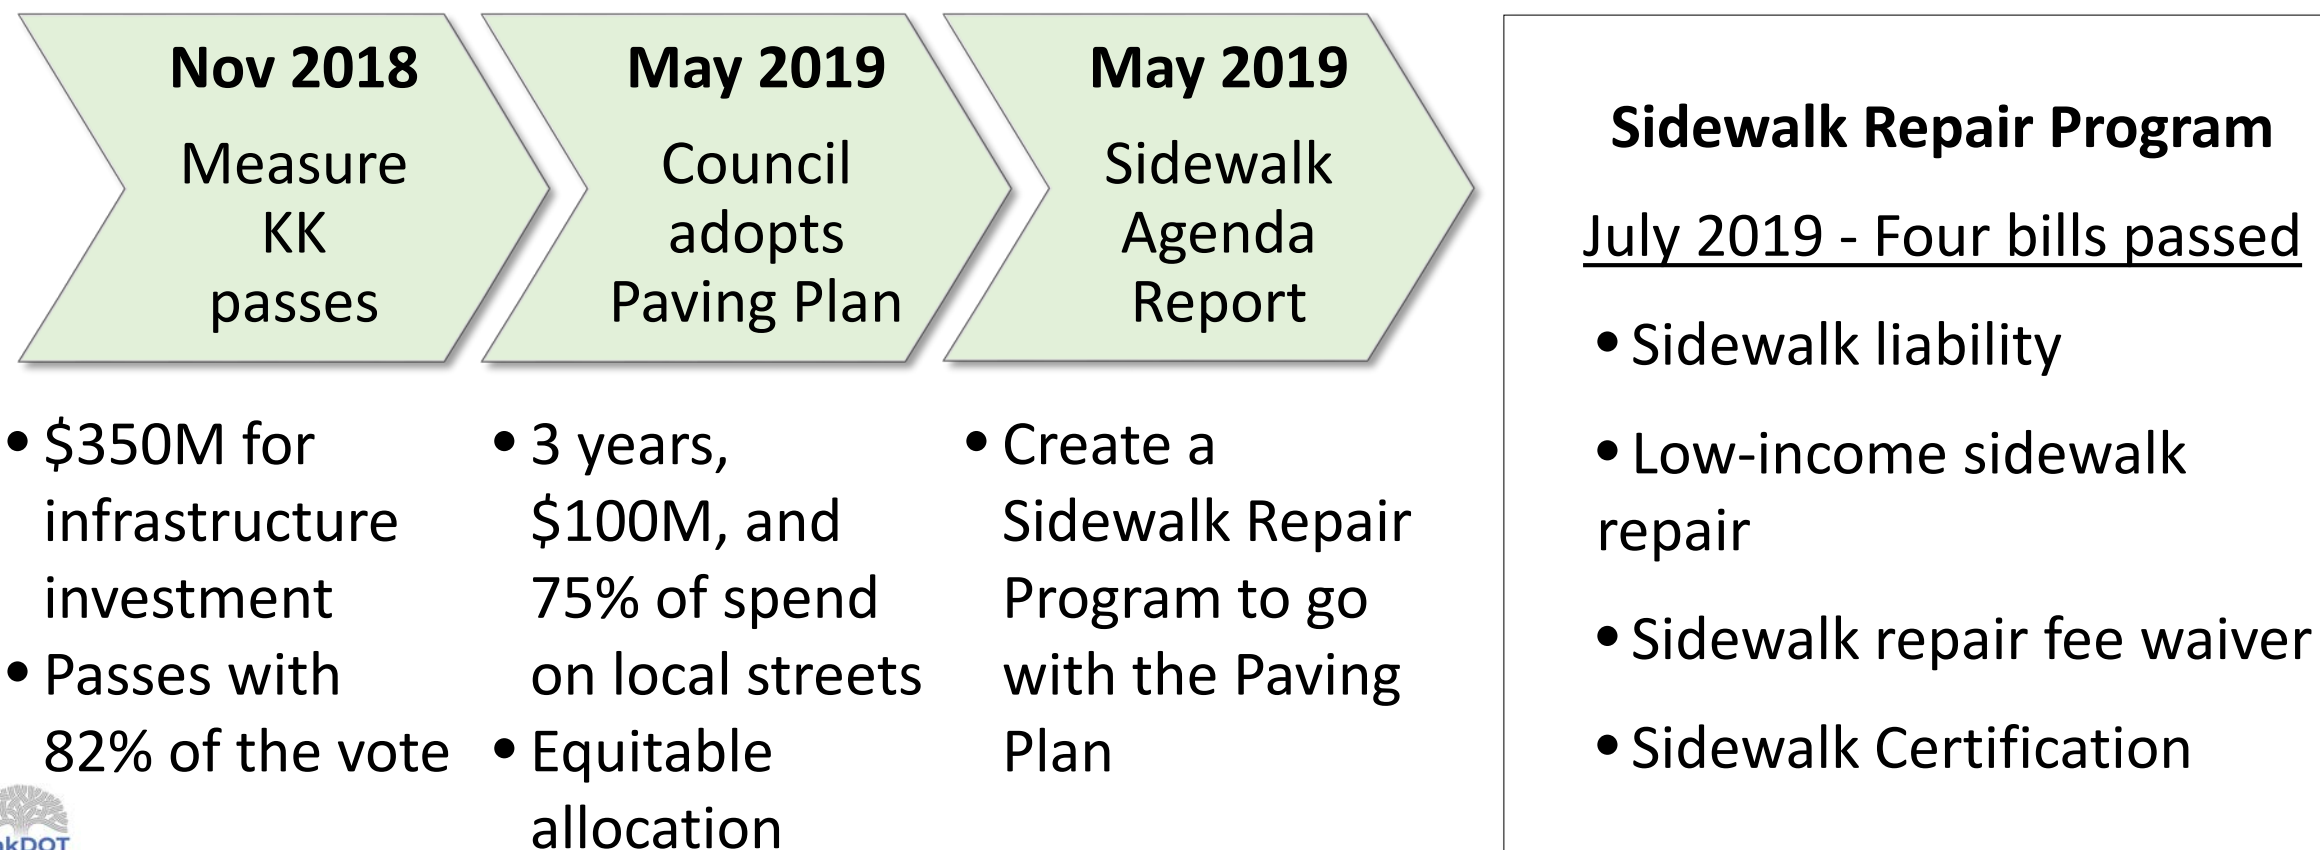 Nov 2018
Measure
KK
passes
May 2019
Council
adopts
Paving Plan
May 2019
Sidewalk
Agenda
Report
• $350M for
infrastructure
investment
• Passes with
82% of the vote
• 3 years,
$100M, and
75% of spend
on local streets
• Equitable
allocation
• Create a
Sidewalk Repair
Program to go
with the Paving
Plan
Sidewalk Repair Program
July 2019 - Four bills passed
• Sidewalk liability
• Low-income sidewalk
repair
• Sidewalk repair fee waiver
• Sidewalk Certification